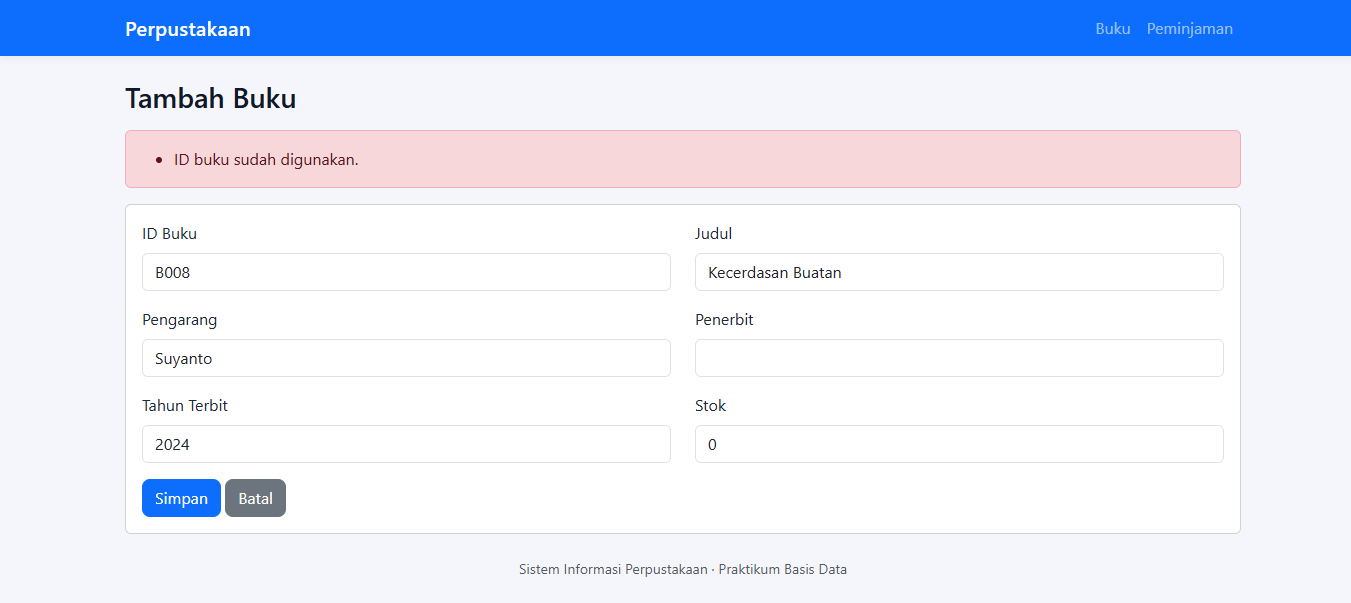 Perpustakaan
Buku Peminjaman
Tambah Buku
ID buku sudah digunakan.
ID Buku
B008
Judul
Kecerdasan Buatan
Pengarang
Suyanto
Penerbit
Tahun Terbit
2024
Stok
0
Simpan Batal
Sistem Informasi Perpustakaan · Praktikum Basis Data